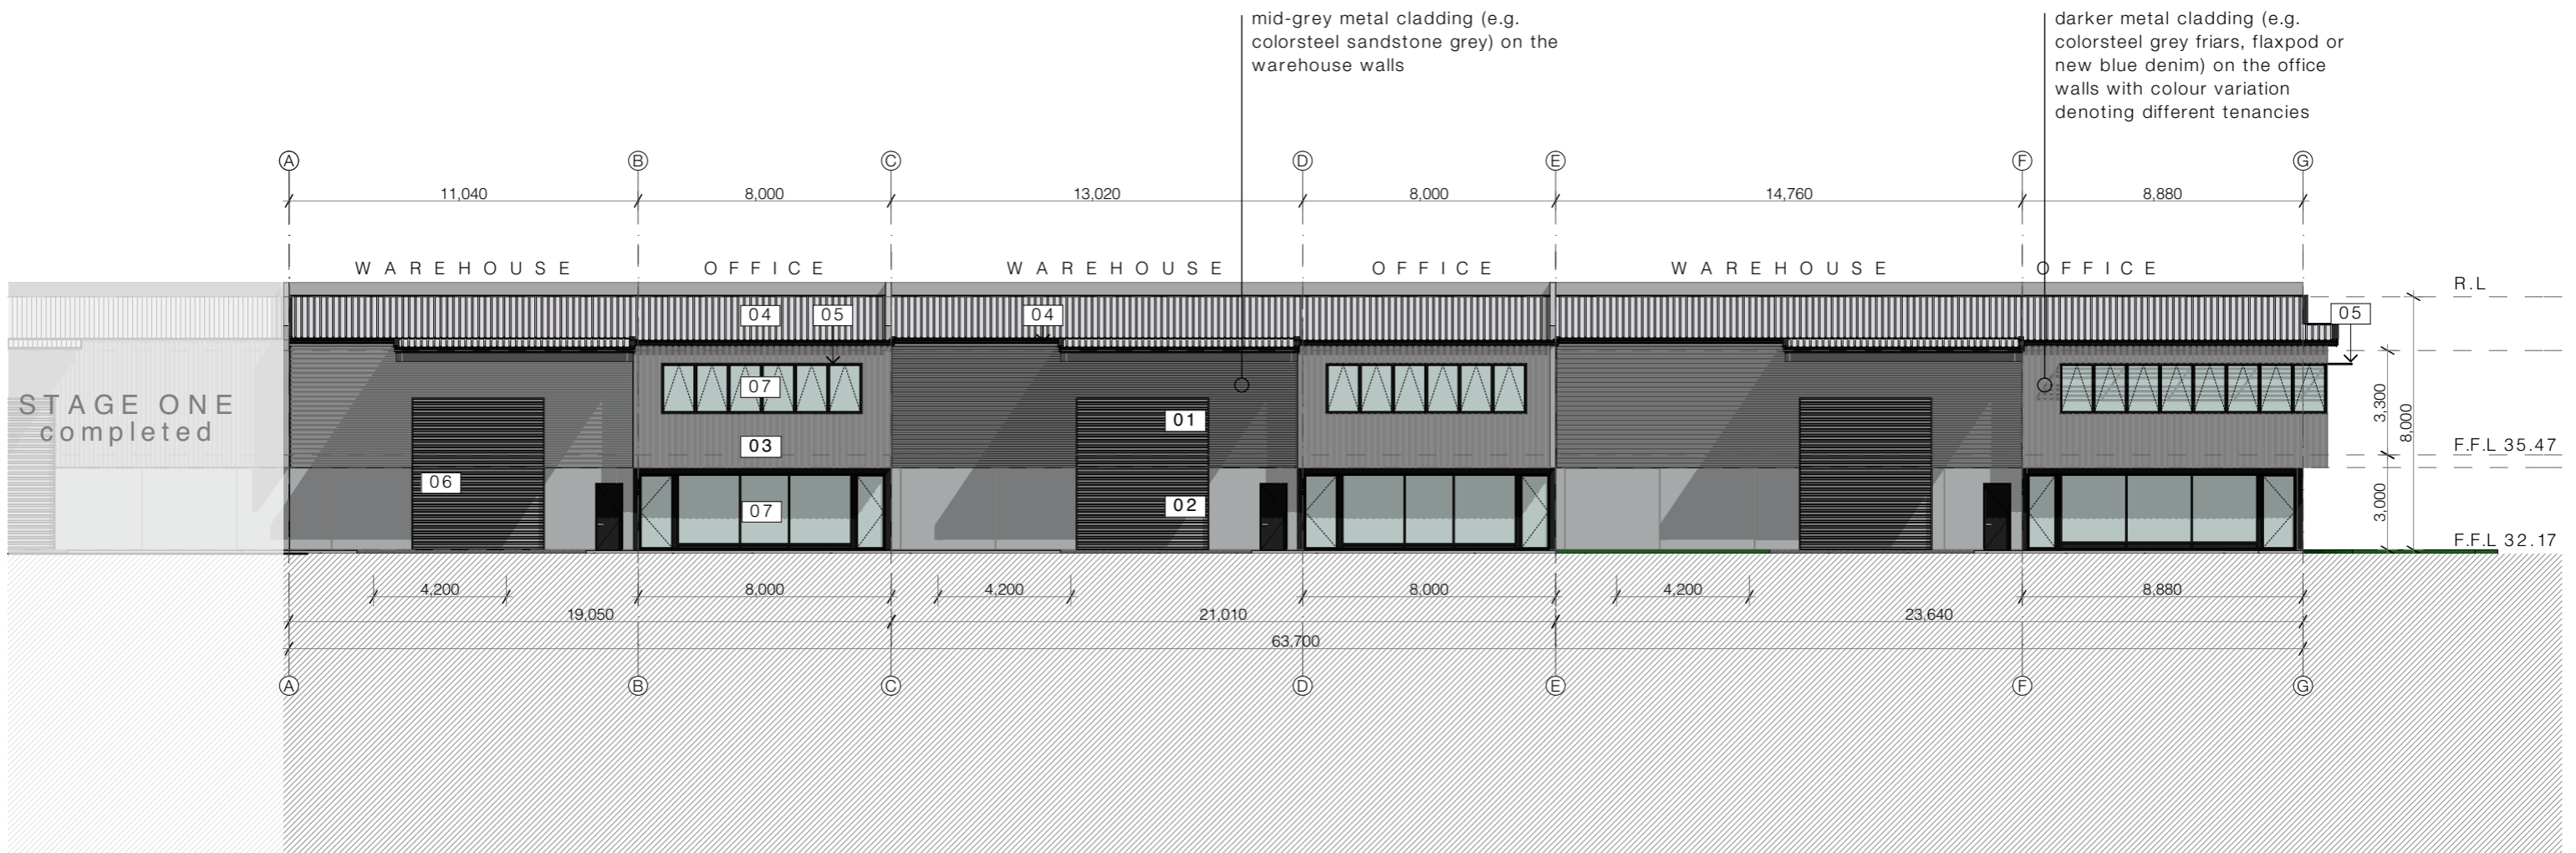 mid-grey metal cladding (e.g.
colorsteel sandstone grey) on the
warehouse walls
darker metal cladding (e.g.
colorsteel grey friars, flaxpod or
new blue denim) on the office
walls with colour variation
denoting different tenancies
A B C D E F G
11,040 8,000 13,020 8,000 14,760 8,880
WAREHOUSE OFFICE WAREHOUSE OFFICE WAREHOUSE OFFICE
R.L
04 05 04 05
07
STAGE ONE
completed
01
3,300
8,000
03
F.F.L 35.47
06
02
07
3,000
F.F.L 32.17
4,200 8,000 4,200 8,000 4,200 8,880
19,050 21,010 23,640
63,700
A B C D E F G